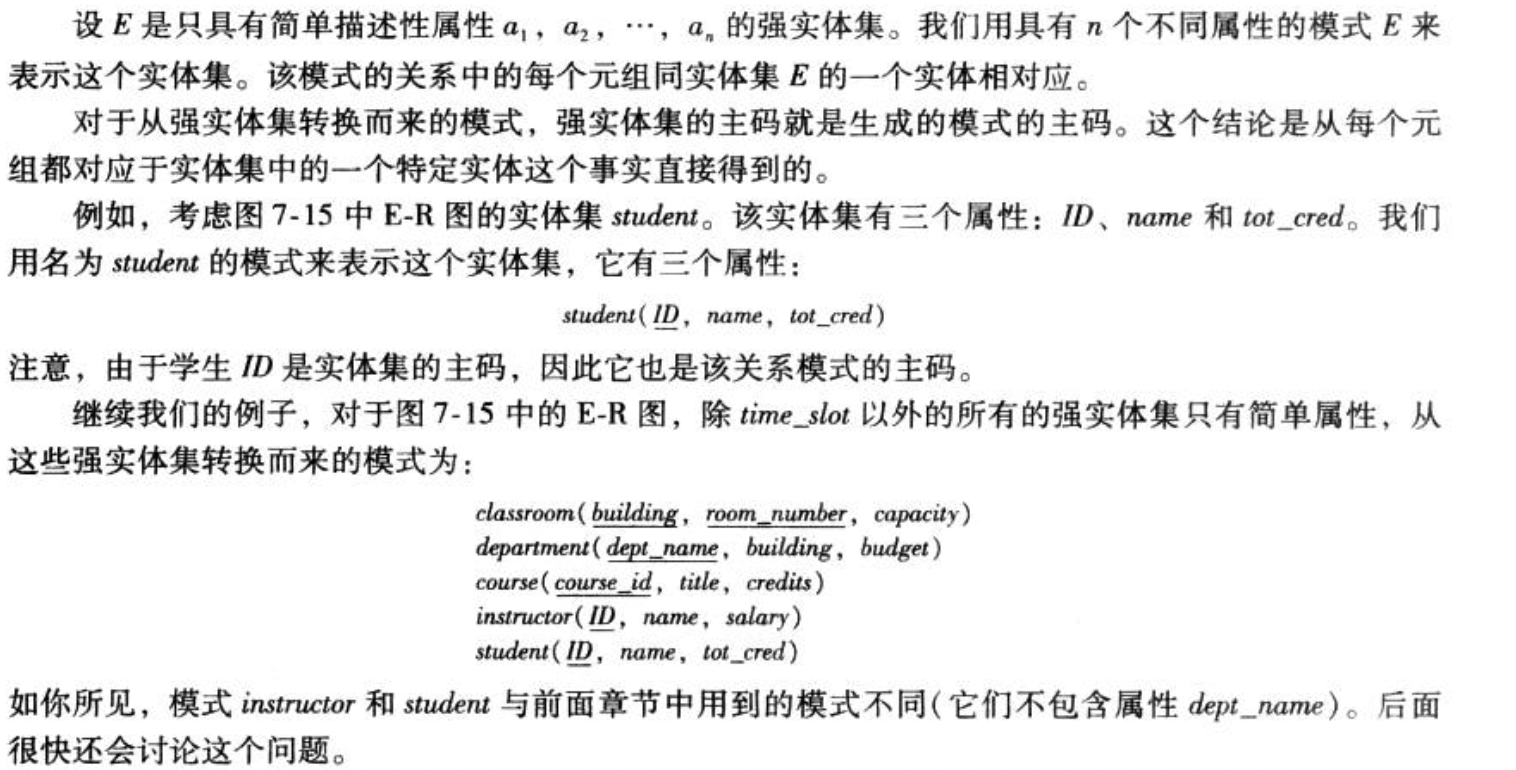 设 E 是只具有简单描述性属性 a₁，a₂，…，aₙ 的强实体集。我们用具有 n 个不同属性的模式 E 来
表示这个实体集。该模式的关系中的每个元组同实体集 E 的一个实体相对应。
对于从强实体集转换而来的模式，强实体集的主码就是生成的模式的主码。这个结论是从每个元
组都对应于实体集中的一个特定实体这个事实直接得到的。
例如，考虑图 7-15 中 E-R 图的实体集 student。该实体集有三个属性：ID、name 和 tot_cred。我们
用名为 student 的模式来表示这个实体集，它有三个属性：
student(ID，name，tot_cred)
注意，由于学生 ID 是实体集的主码，因此它也是该关系模式的主码。
继续我们的例子，对于图 7-15 中的 E-R 图，除 time_slot 以外的所有的强实体集只有简单属性，从
这些强实体集转换而来的模式为：
classroom(building，room_number，capacity)
department(dept_name，building，budget)
course(course_id，title，credits)
instructor(ID，name，salary)
student(ID，name，tot_cred)
如你所见，模式 instructor 和 student 与前面章节中用到的模式不同(它们不包含属性 dept_name)。后面
很快还会讨论这个问题。